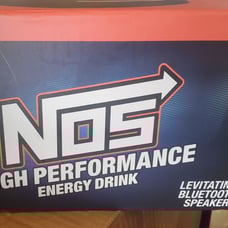 NOS
GH PERFORMANCE
ENERGY DRINK
LEVITATIN
BLUETOOT
SPEAKER